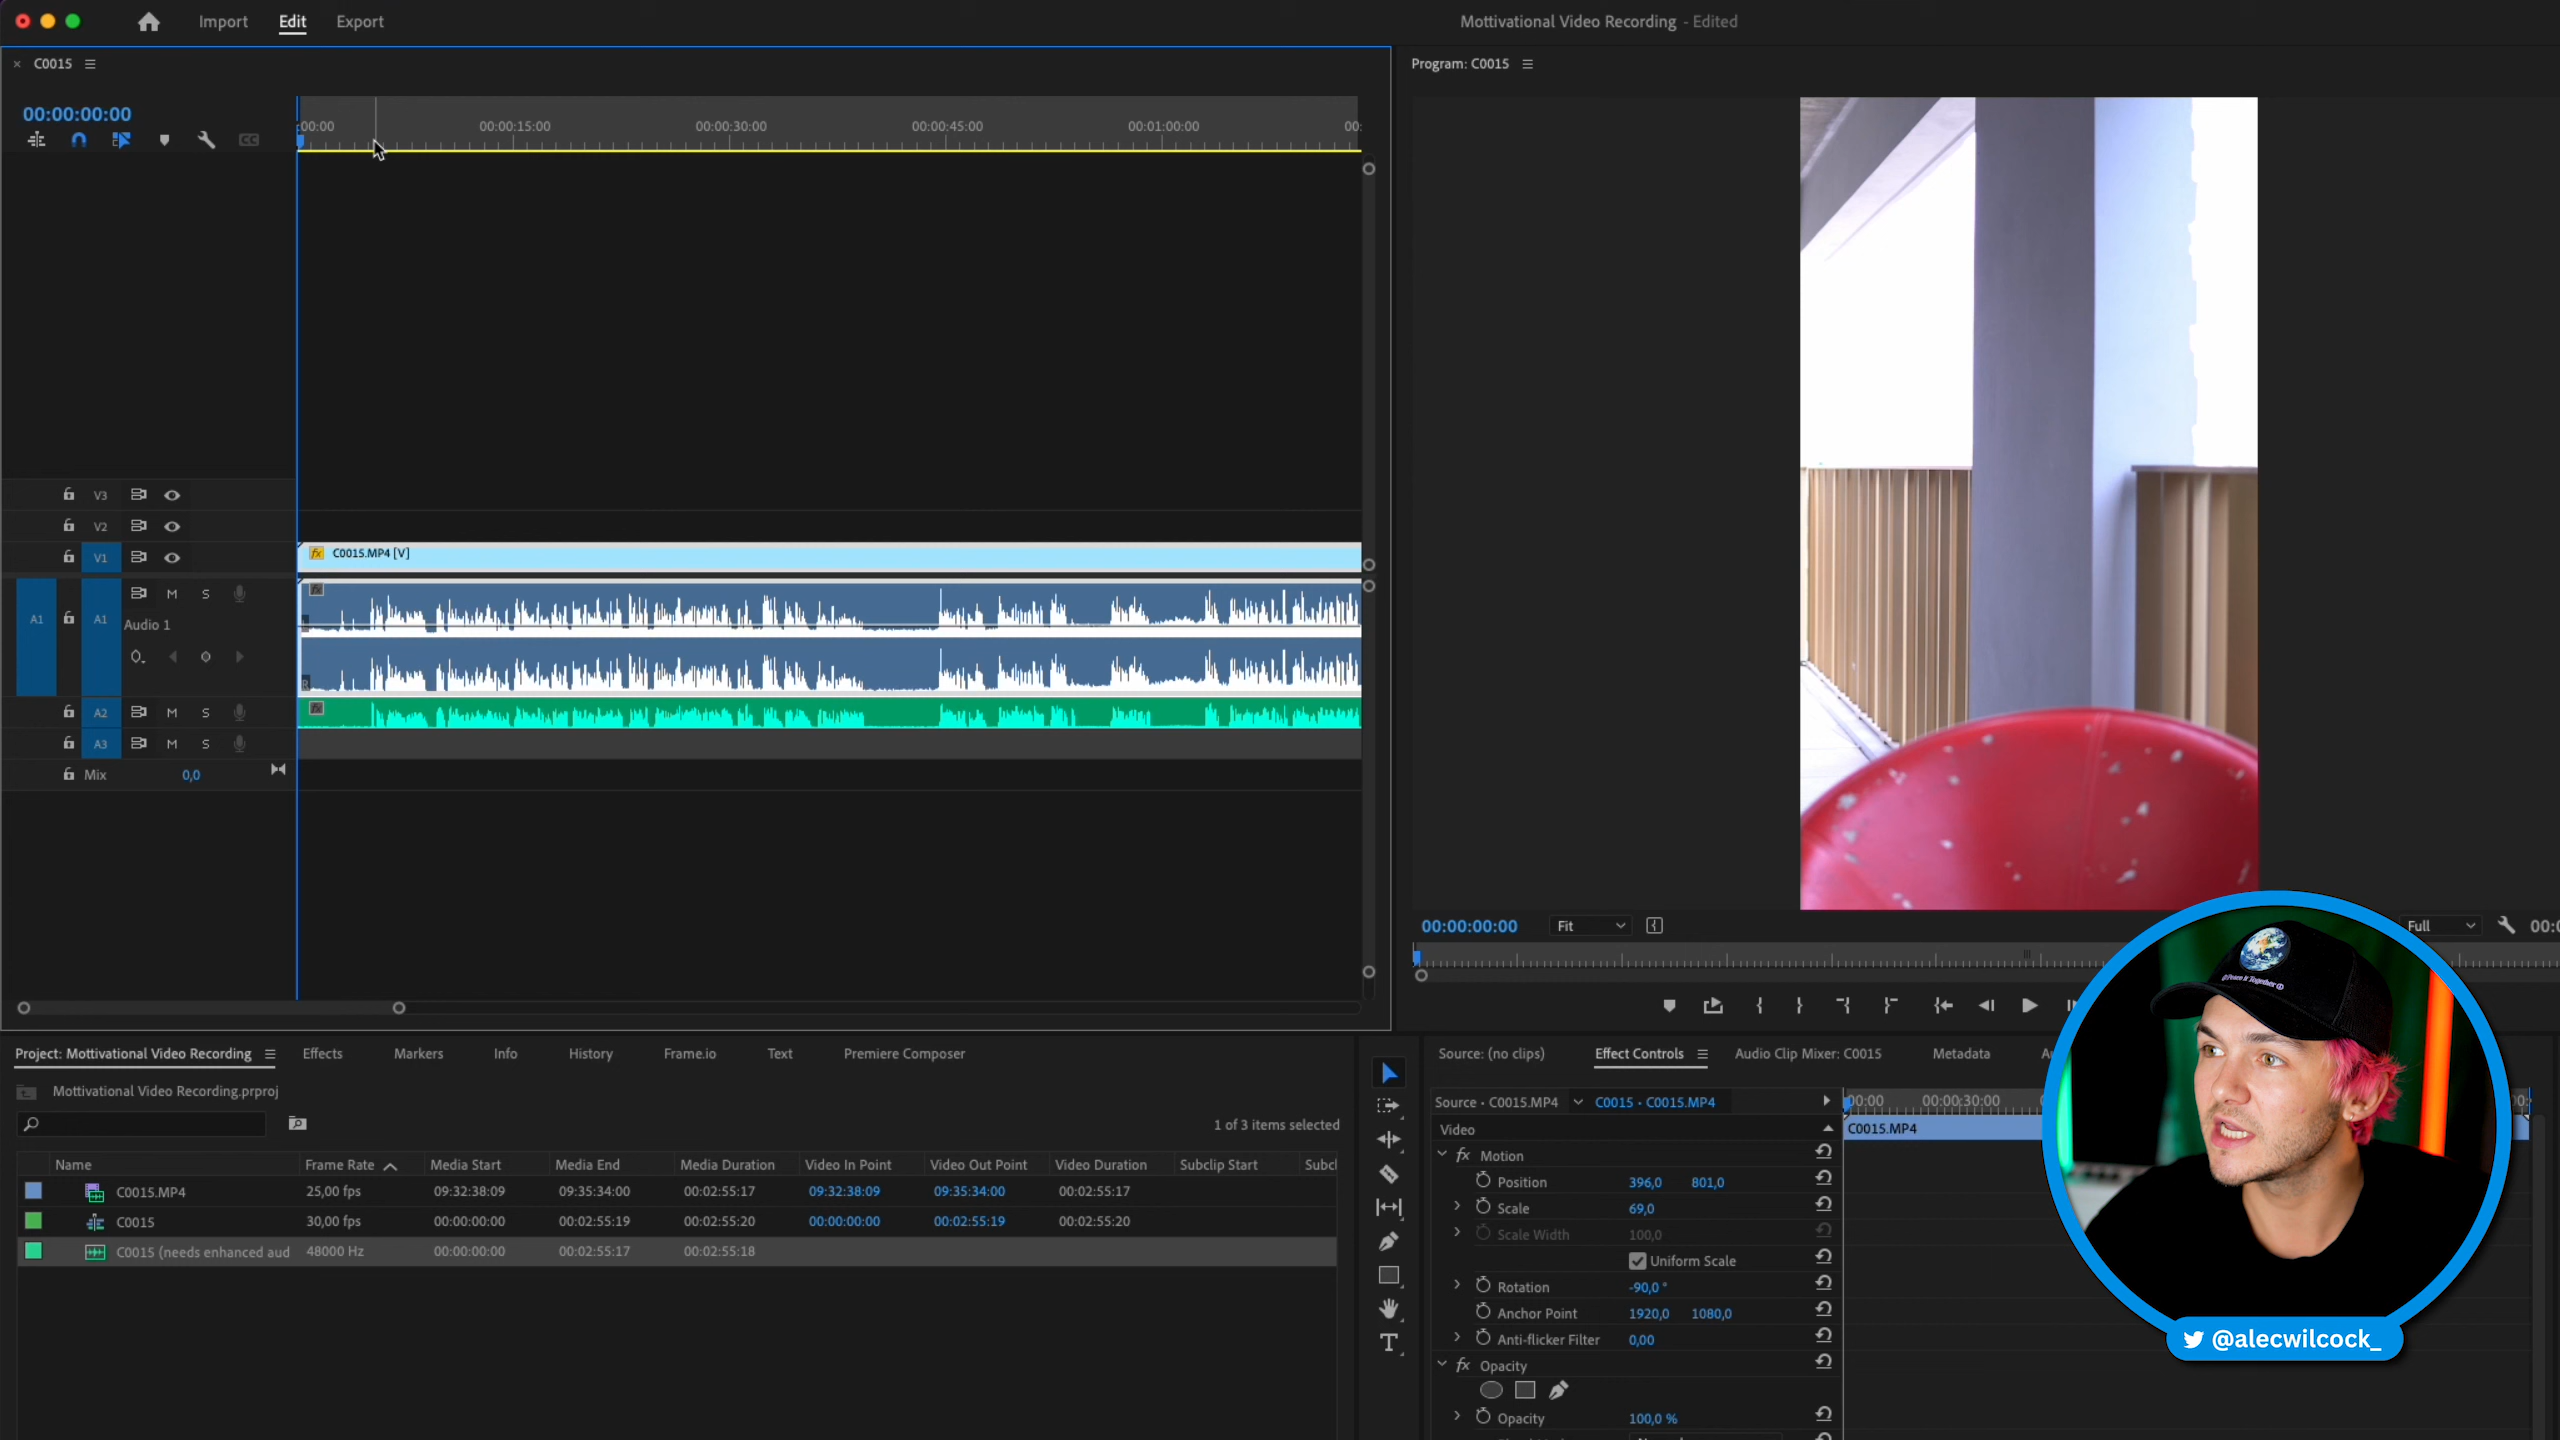 Import Edit Export
Mottivational Video Recording - Edited
× C0015
00:00:00:00
:00:00 00:00:15:00 00:00:30:00 00:00:45:00 00:01:00:00 00:
V3
V2
V1 C0015.MP4 [V]
A1 A1 M S
Audio 1
L
R
A2 M S
A3 M S
Mix 0,0
Program: C0015
00:00:00:00 Fit Full 00:0
Project: Mottivational Video Recording Effects Markers Info History Frame.io Text Premiere Composer
Mottivational Video Recording.prproj
1 of 3 items selected
Name Frame Rate Media Start Media End Media Duration Video In Point Video Out Point Video Duration Subclip Start Subcl
C0015.MP4 25,00 fps 09:32:38:09 09:35:34:00 00:02:55:17 09:32:38:09 09:35:34:00 00:02:55:17
C0015 30,00 fps 00:00:00:00 00:02:55:19 00:02:55:20 00:00:00:00 00:02:55:19 00:02:55:20
C0015 (needs enhanced aud 48000 Hz 00:00:00:00 00:02:55:17 00:02:55:18
Source: (no clips) Effect Controls Audio Clip Mixer: C0015 Metadata
Source • C0015.MP4 C0015 • C0015.MP4 00:00 00:00:30:00
Video C0015.MP4
fx Motion
Position 396,0 801,0
Scale 69,0
Scale Width 100,0
Uniform Scale
Rotation -90,0 °
Anchor Point 1920,0 1080,0
Anti-flicker Filter 0,00
fx Opacity
Opacity 100,0 %
@alecwilcock_